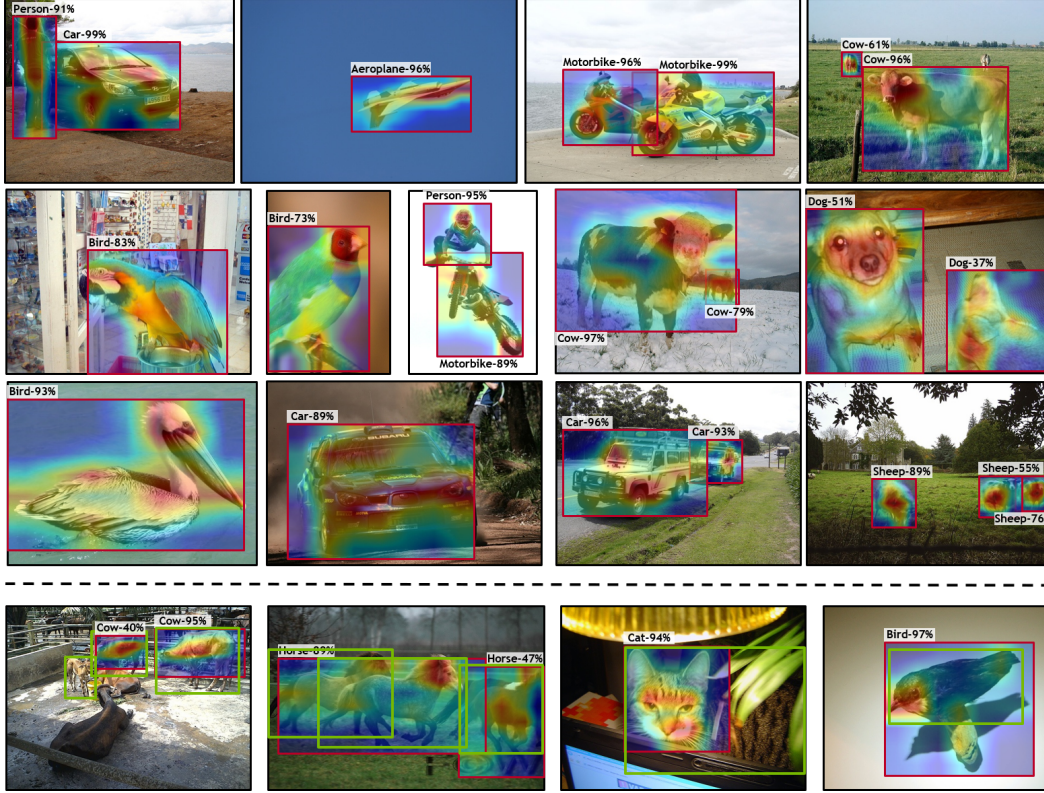 Person-91%
Car-99%
Aeroplane-96%
Motorbike-96%
Motorbike-99%
Cow-61%
Cow-96%
Bird-83%
Bird-73%
Person-95%
Motorbike-89%
Cow-79%
Cow-97%
Dog-51%
Dog-37%
Bird-93%
Car-89%
SUBARU
Car-96%
Car-93%
Sheep-89%
Sheep-55%
Sheep-76
Cow-40%
Cow-95%
Horse-89%
Horse-47%
Cat-94%
Bird-97%